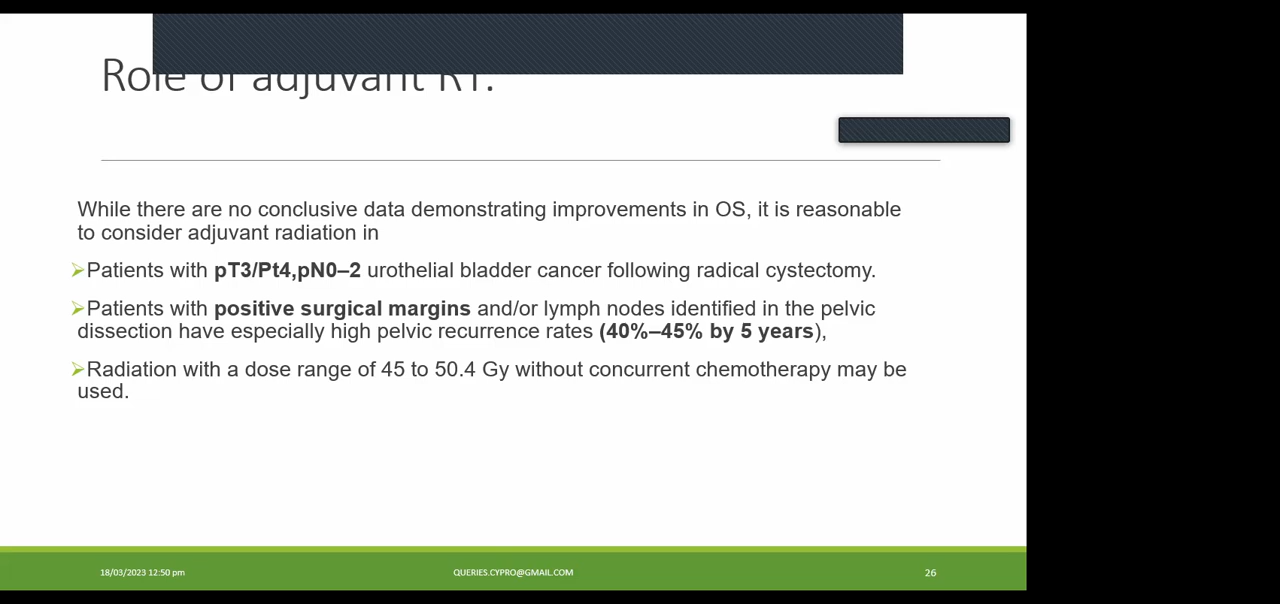 Role of adjuvant RT.
While there are no conclusive data demonstrating improvements in OS, it is reasonable
to consider adjuvant radiation in
➢Patients with pT3/Pt4,pN0–2 urothelial bladder cancer following radical cystectomy.
➢Patients with positive surgical margins and/or lymph nodes identified in the pelvic
dissection have especially high pelvic recurrence rates (40%–45% by 5 years),
➢Radiation with a dose range of 45 to 50.4 Gy without concurrent chemotherapy may be
used.
18/03/2023 12:50 pm QUERIES.CYPRO@GMAIL.COM 26